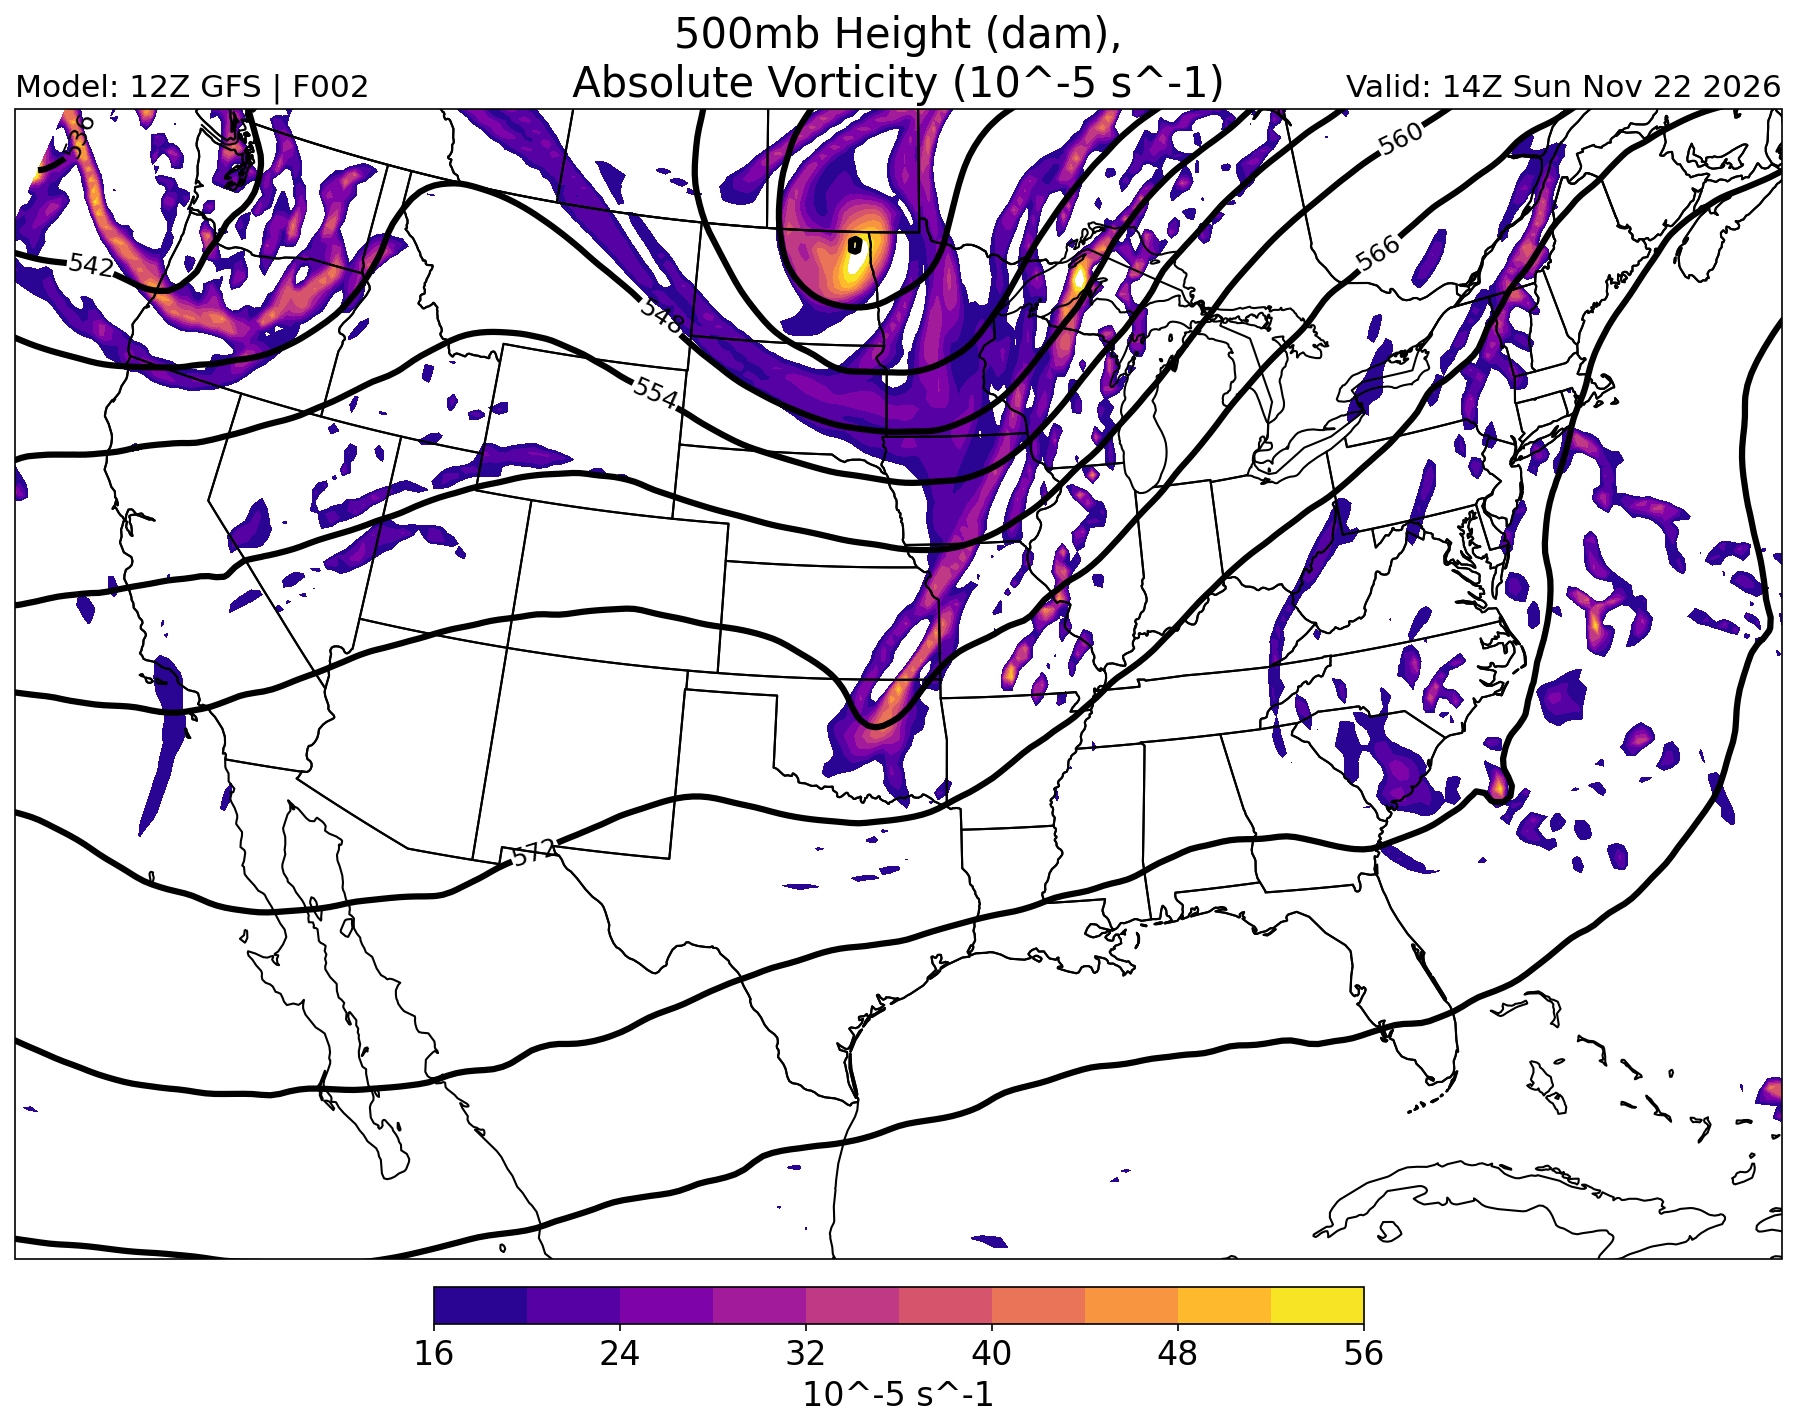 500mb Height (dam),
Absolute Vorticity (10^-5 s^-1)
Model: 12Z GFS | F002
Valid: 14Z Sun Nov 22 2026
536
542
548
554
560
566
572
16 24 32 40 48 56
10^-5 s^-1